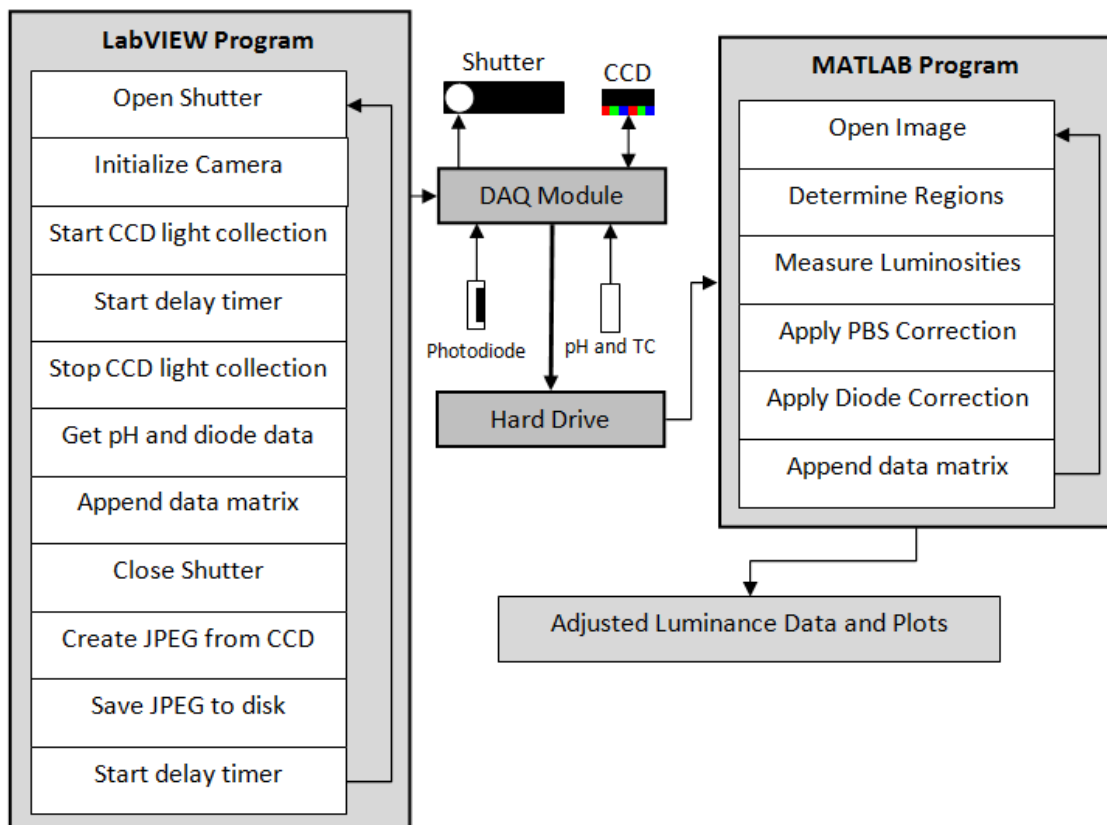 LabVIEW Program
Open Shutter
Initialize Camera
Start CCD light collection
Start delay timer
Stop CCD light collection
Get pH and diode data
Append data matrix
Close Shutter
Create JPEG from CCD
Save JPEG to disk
Start delay timer
Shutter
CCD
DAQ Module
Photodiode
pH and TC
Hard Drive
MATLAB Program
Open Image
Determine Regions
Measure Luminosities
Apply PBS Correction
Apply Diode Correction
Append data matrix
Adjusted Luminance Data and Plots